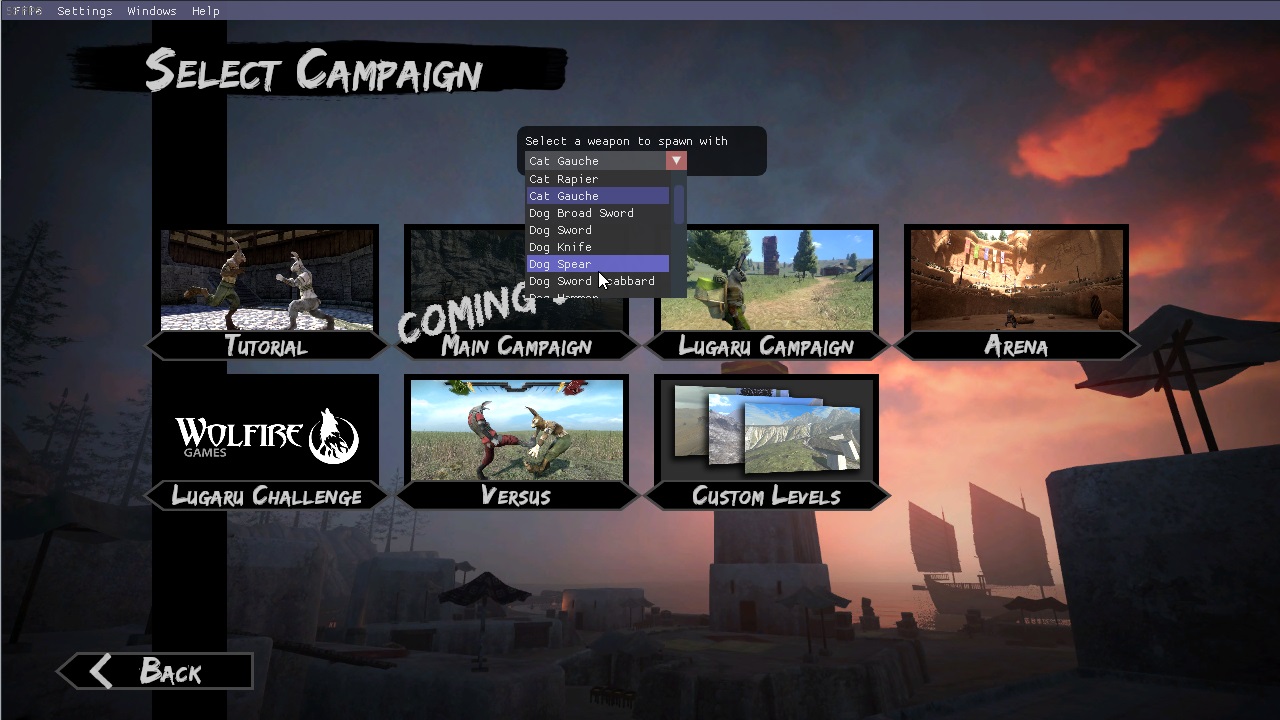 File Settings Windows Help
Select Campaign
Select a weapon to spawn with
Cat Gauche
Cat Rapier
Cat Gauche
Dog Broad Sword
Dog Sword
Dog Knife
Dog Spear
Dog Sword
COMING
Tutorial
Main Campaign
Lugaru Campaign
Arena
WOLFIRE
GAMES
Lugaru Challenge
Versus
Custom Levels
Back